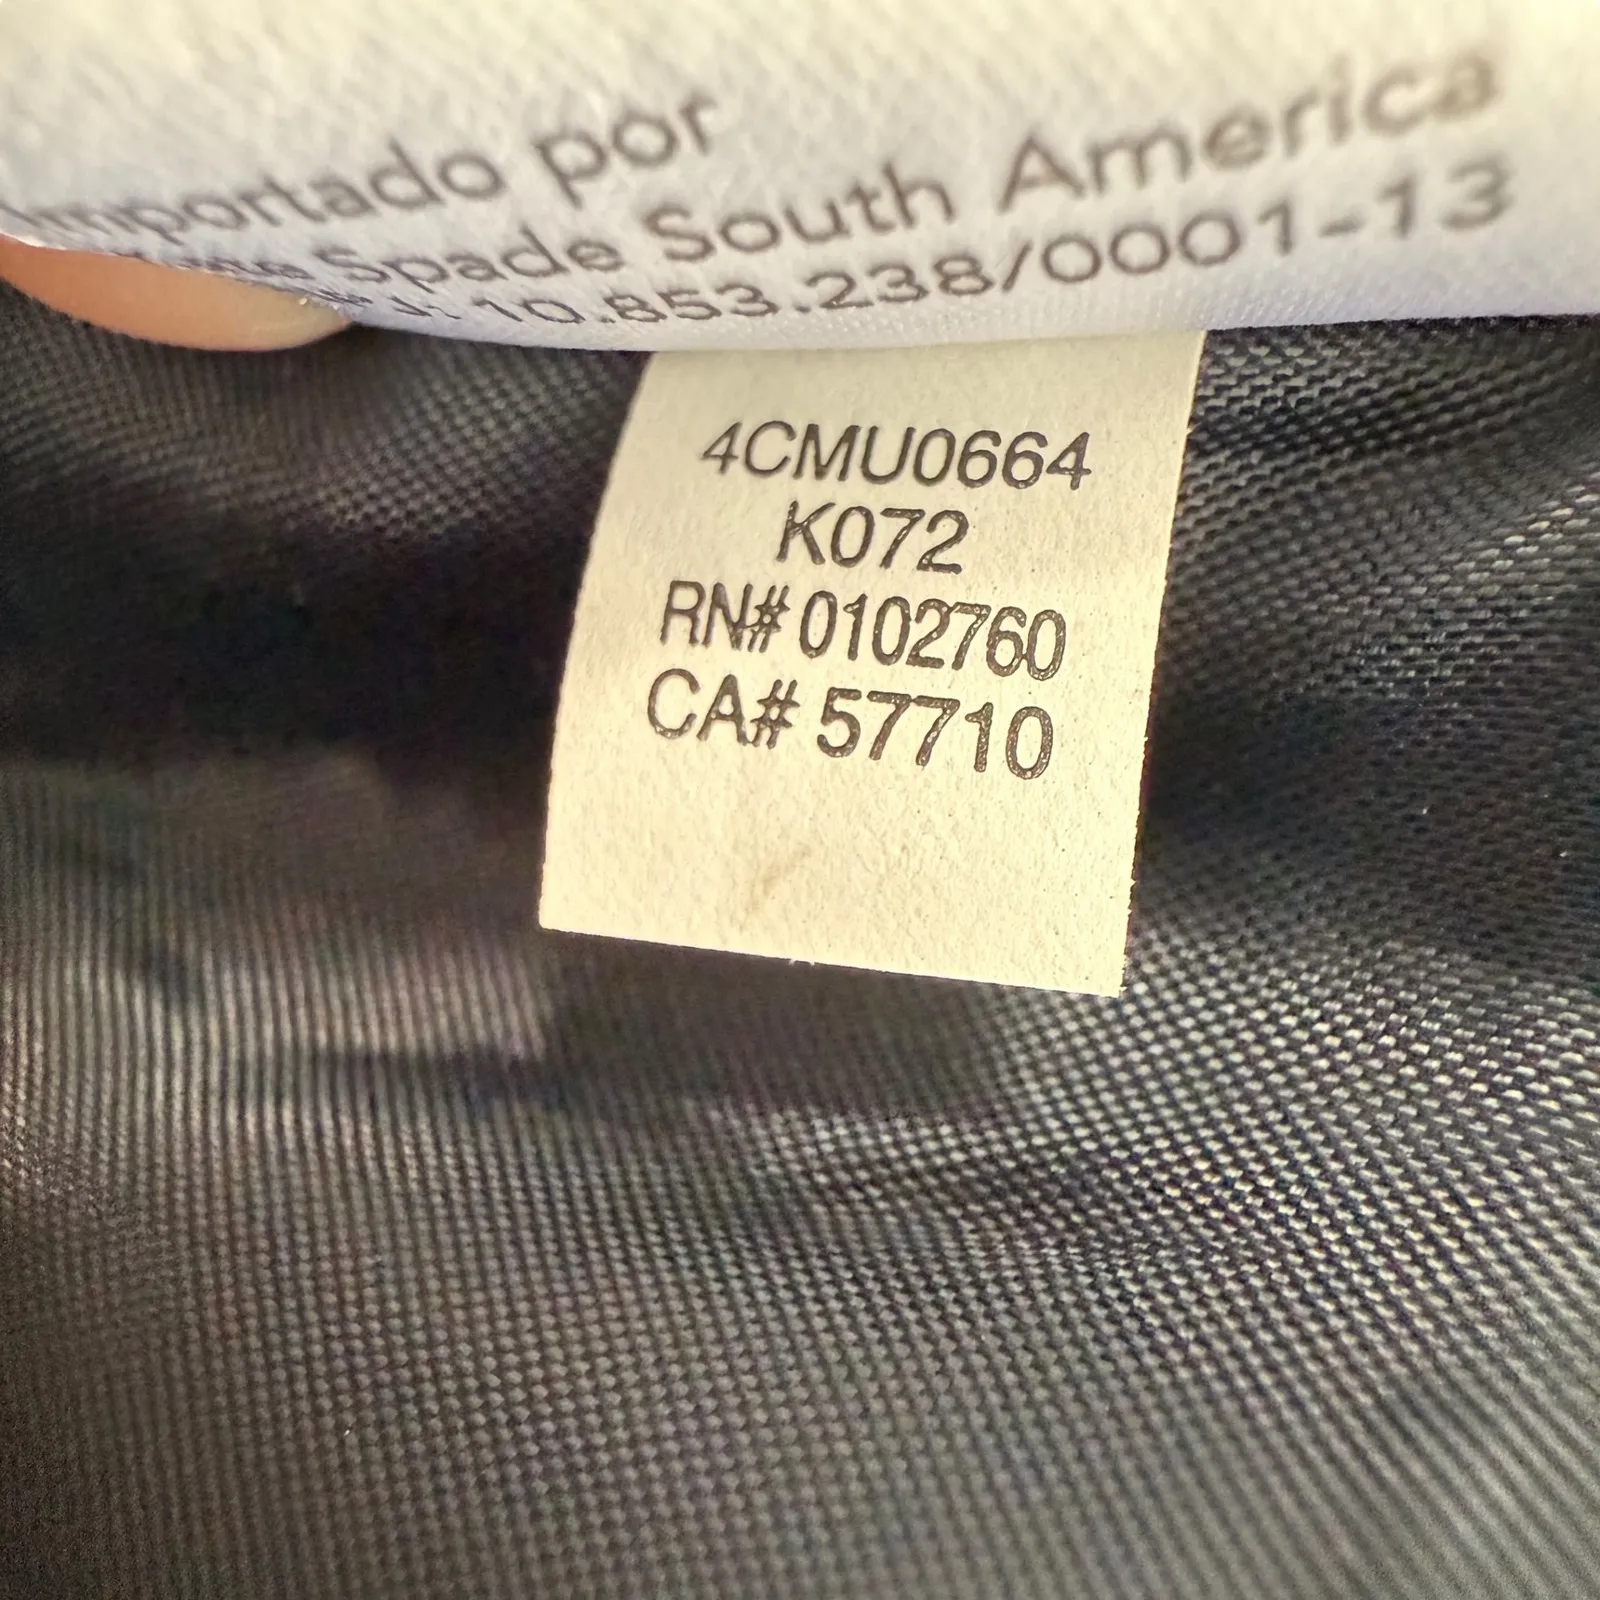 Importado por
Spade South America
10.853.238/0001-13
4CMU0664
K072
RN# 0102760
CA# 57710